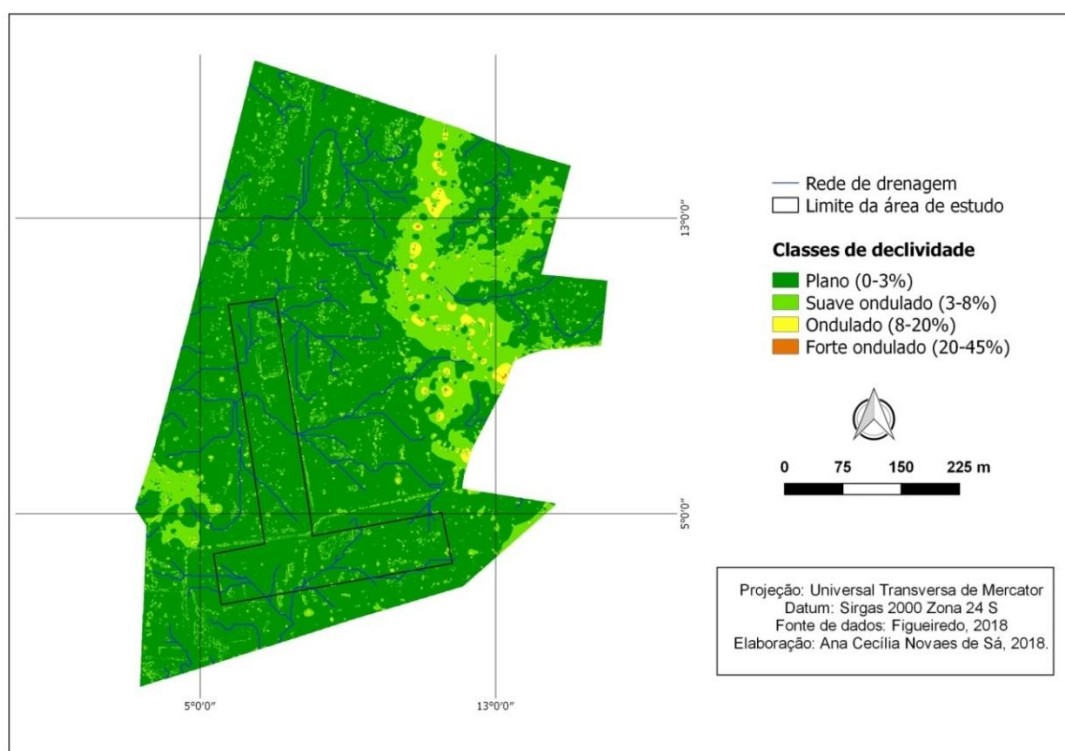 Rede de drenagem
Limite da área de estudo
Classes de declividade
Plano (0-3%)
Suave ondulado (3-8%)
Ondulado (8-20%)
Forte ondulado (20-45%)
0 75 150 225 m
13°0'0"
5°0'0"
5°0'0"
13°0'0"
Projeção: Universal Transversa de Mercator
Datum: Sirgas 2000 Zona 24 S
Fonte de dados: Figueiredo, 2018
Elaboração: Ana Cecília Novaes de Sá, 2018.